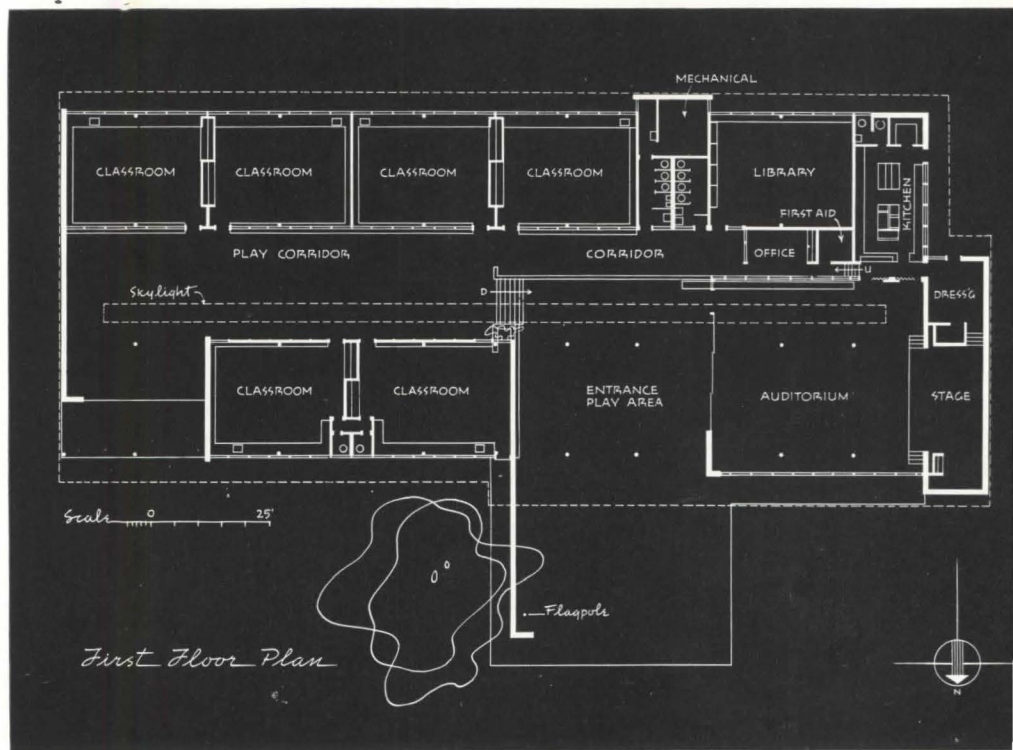 MECHANICAL
CLASSROOM
CLASSROOM
CLASSROOM
CLASSROOM
LIBRARY
KITCHEN
FIRST AID
PLAY CORRIDOR
CORRIDOR
OFFICE
U
Skylight
D
DRESS'G
CLASSROOM
CLASSROOM
ENTRANCE
PLAY AREA
AUDITORIUM
STAGE
Scale
0
25'
Flagpole
First Floor Plan
N